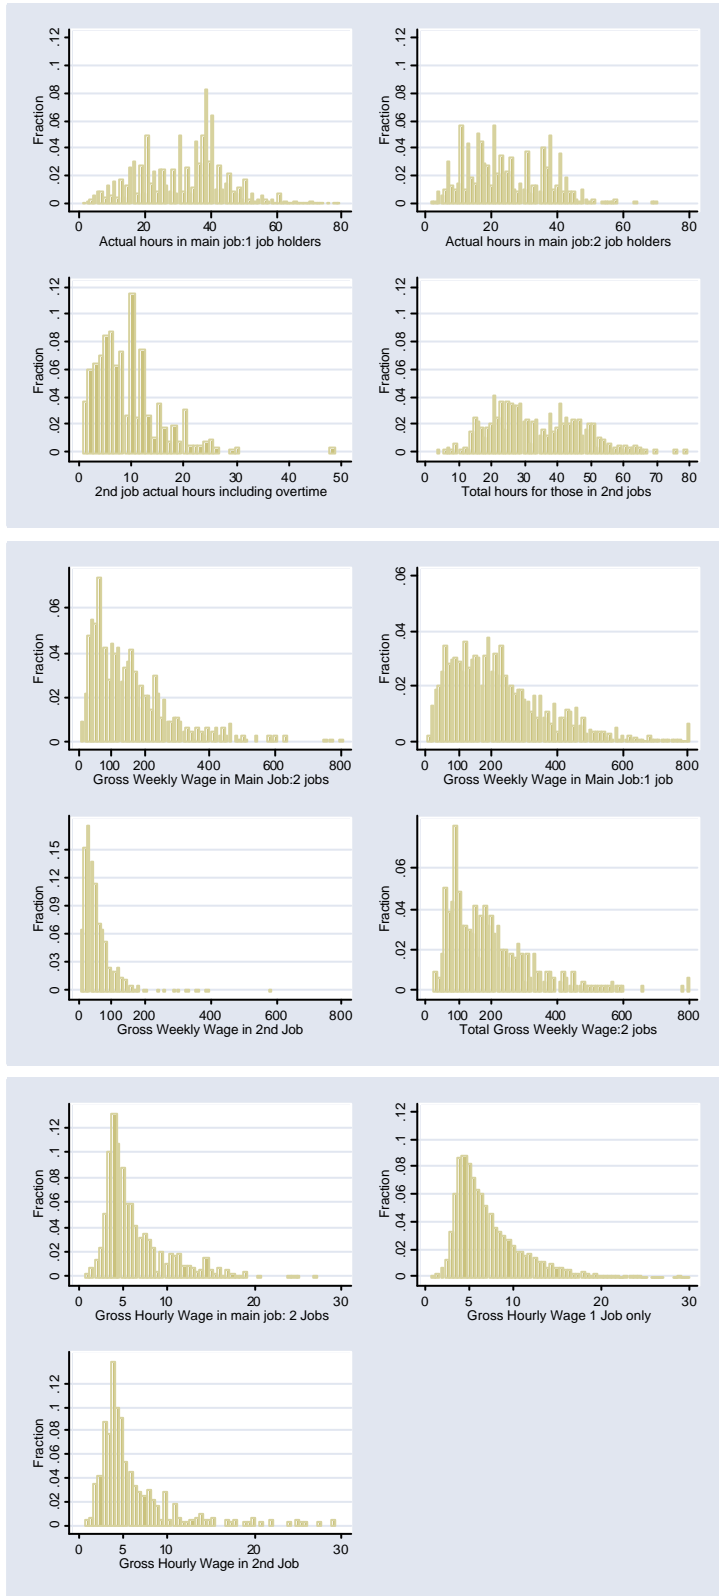 Fraction
0 .02 .04 .06 .08 .1 .12
0 20 40 60 80
Actual hours in main job:1 job holders
Fraction
0 .02 .04 .06 .08 .1 .12
0 20 40 60 80
Actual hours in main job:2 job holders
Fraction
0 .02 .04 .06 .08 .1 .12
0 10 20 30 40 50
2nd job actual hours including overtime
Fraction
0 .02 .04 .06 .08 .1 .12
0 10 20 30 40 50 60 70 80
Total hours for those in 2nd jobs
Fraction
0 .02 .04 .06
0 100 200 400 600 800
Gross Weekly Wage in Main Job:2 jobs
Fraction
0 .02 .04 .06
0 100 200 400 600 800
Gross Weekly Wage in Main Job:1 job
Fraction
0 .03 .06 .09 .12 .15
0 100 200 400 600 800
Gross Weekly Wage in 2nd Job
Fraction
0 .02 .04 .06
0 100 200 400 600 800
Total Gross Weekly Wage:2 jobs
Fraction
0 .02 .04 .06 .08 .1 .12
0 5 10 20 30
Gross Hourly Wage in main job: 2 Jobs
Fraction
0 .02 .04 .06 .08 .1 .12
0 5 10 20 30
Gross Hourly Wage 1 Job only
Fraction
0 .02 .04 .06 .08 .1 .12
0 5 10 20 30
Gross Hourly Wage in 2nd Job